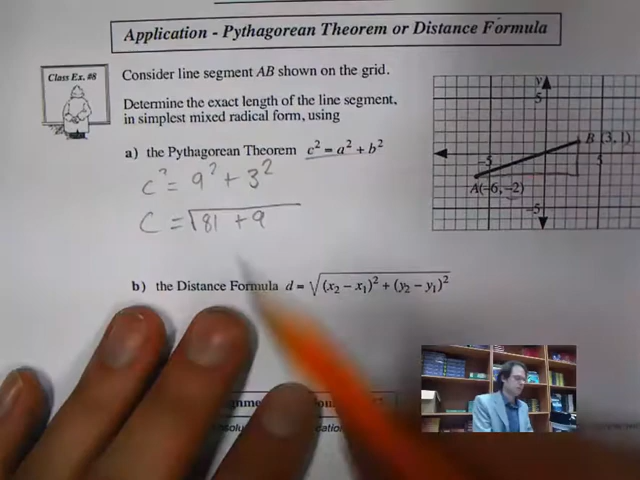 Application - Pythagorean Theorem or Distance Formula
Class Ex. #8
Consider line segment AB shown on the grid.
Determine the exact length of the line segment,
in simplest mixed radical form, using
a) the Pythagorean Theorem c² = a² + b²
c² = 9² + 3²
c = √81 + 9
y
5
B (3, 1)
-5
5
A(-6, -2)
-5
b) the Distance Formula d = √(x₂ − x₁)² + (y₂ − y₁)²